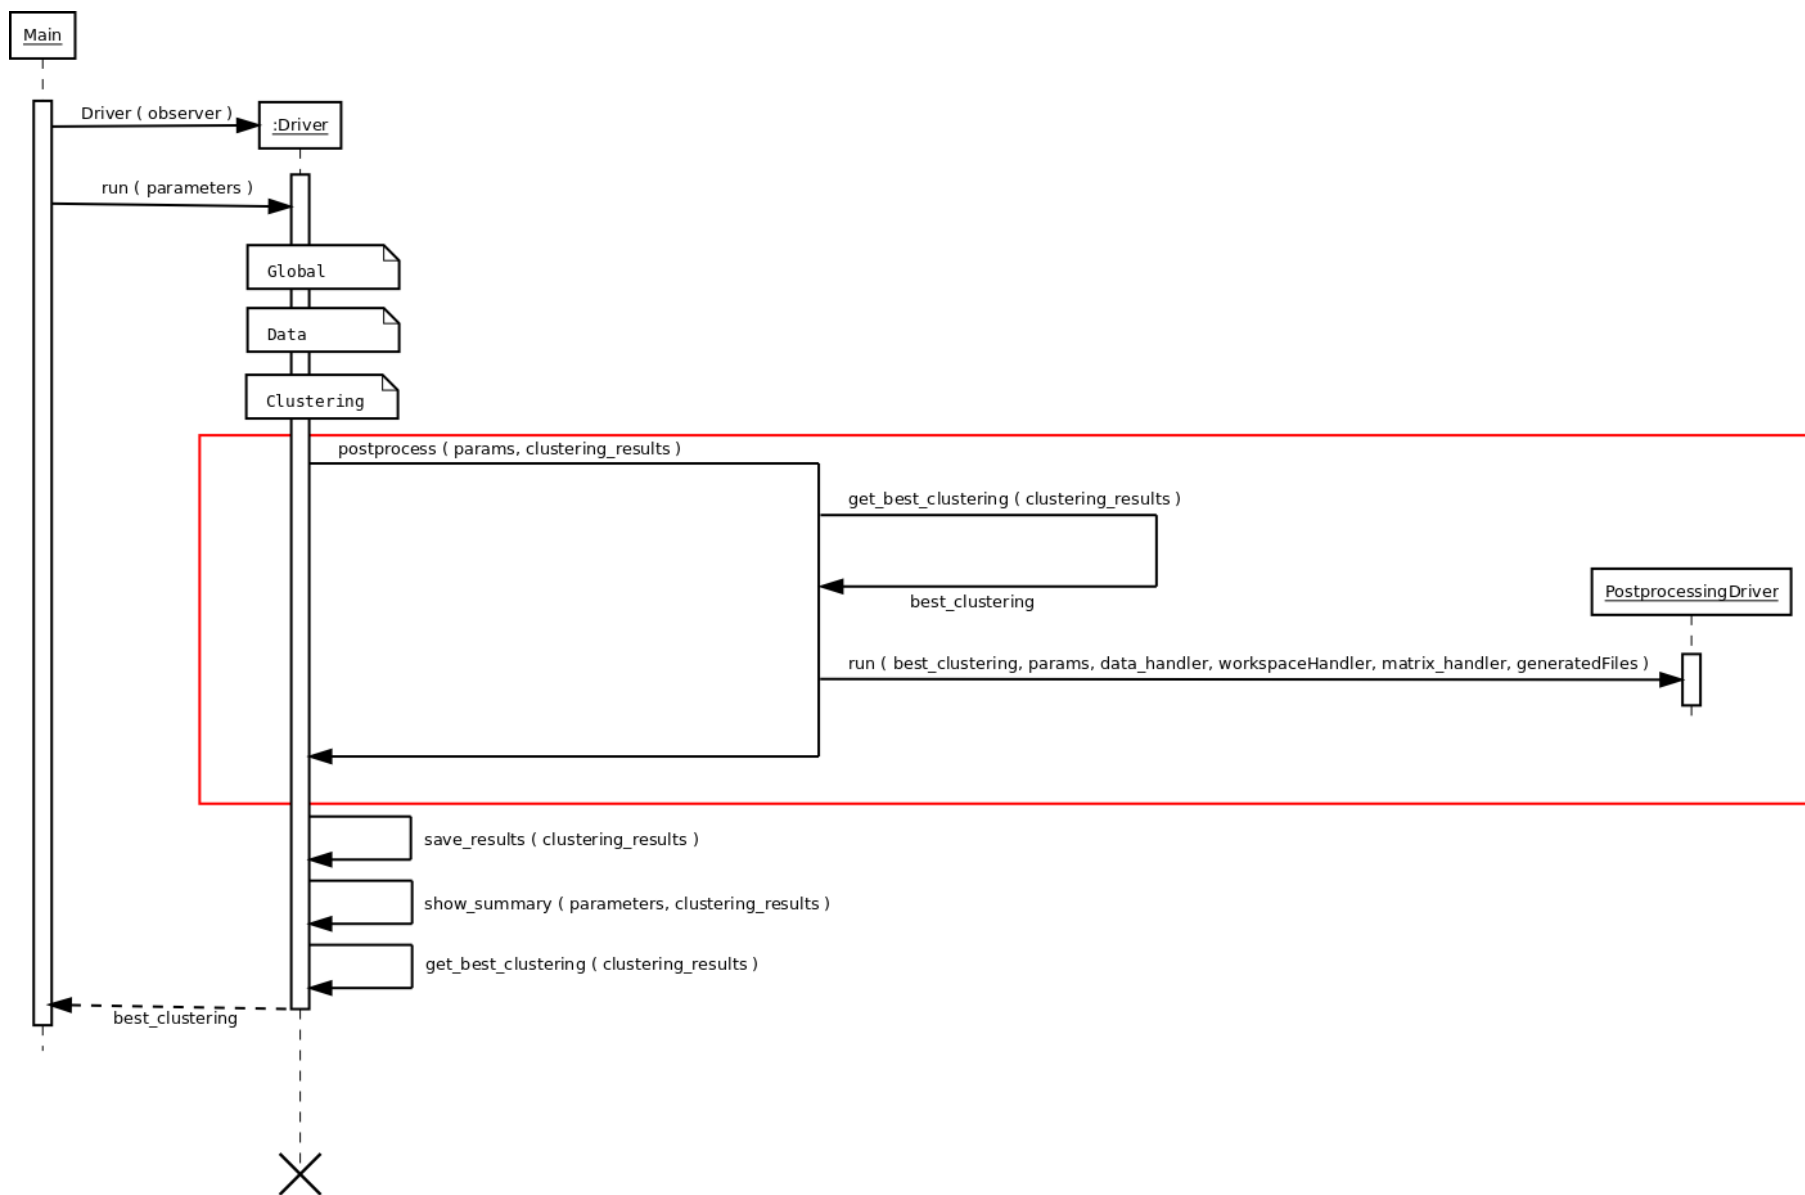 Main
Driver ( observer )
:Driver
run ( parameters )
Global
Data
Clustering
postprocess ( params, clustering_results )
get_best_clustering ( clustering_results )
best_clustering
PostprocessingDriver
run ( best_clustering, params, data_handler, workspaceHandler, matrix_handler, generatedFiles )
save_results ( clustering_results )
show_summary ( parameters, clustering_results )
get_best_clustering ( clustering_results )
best_clustering